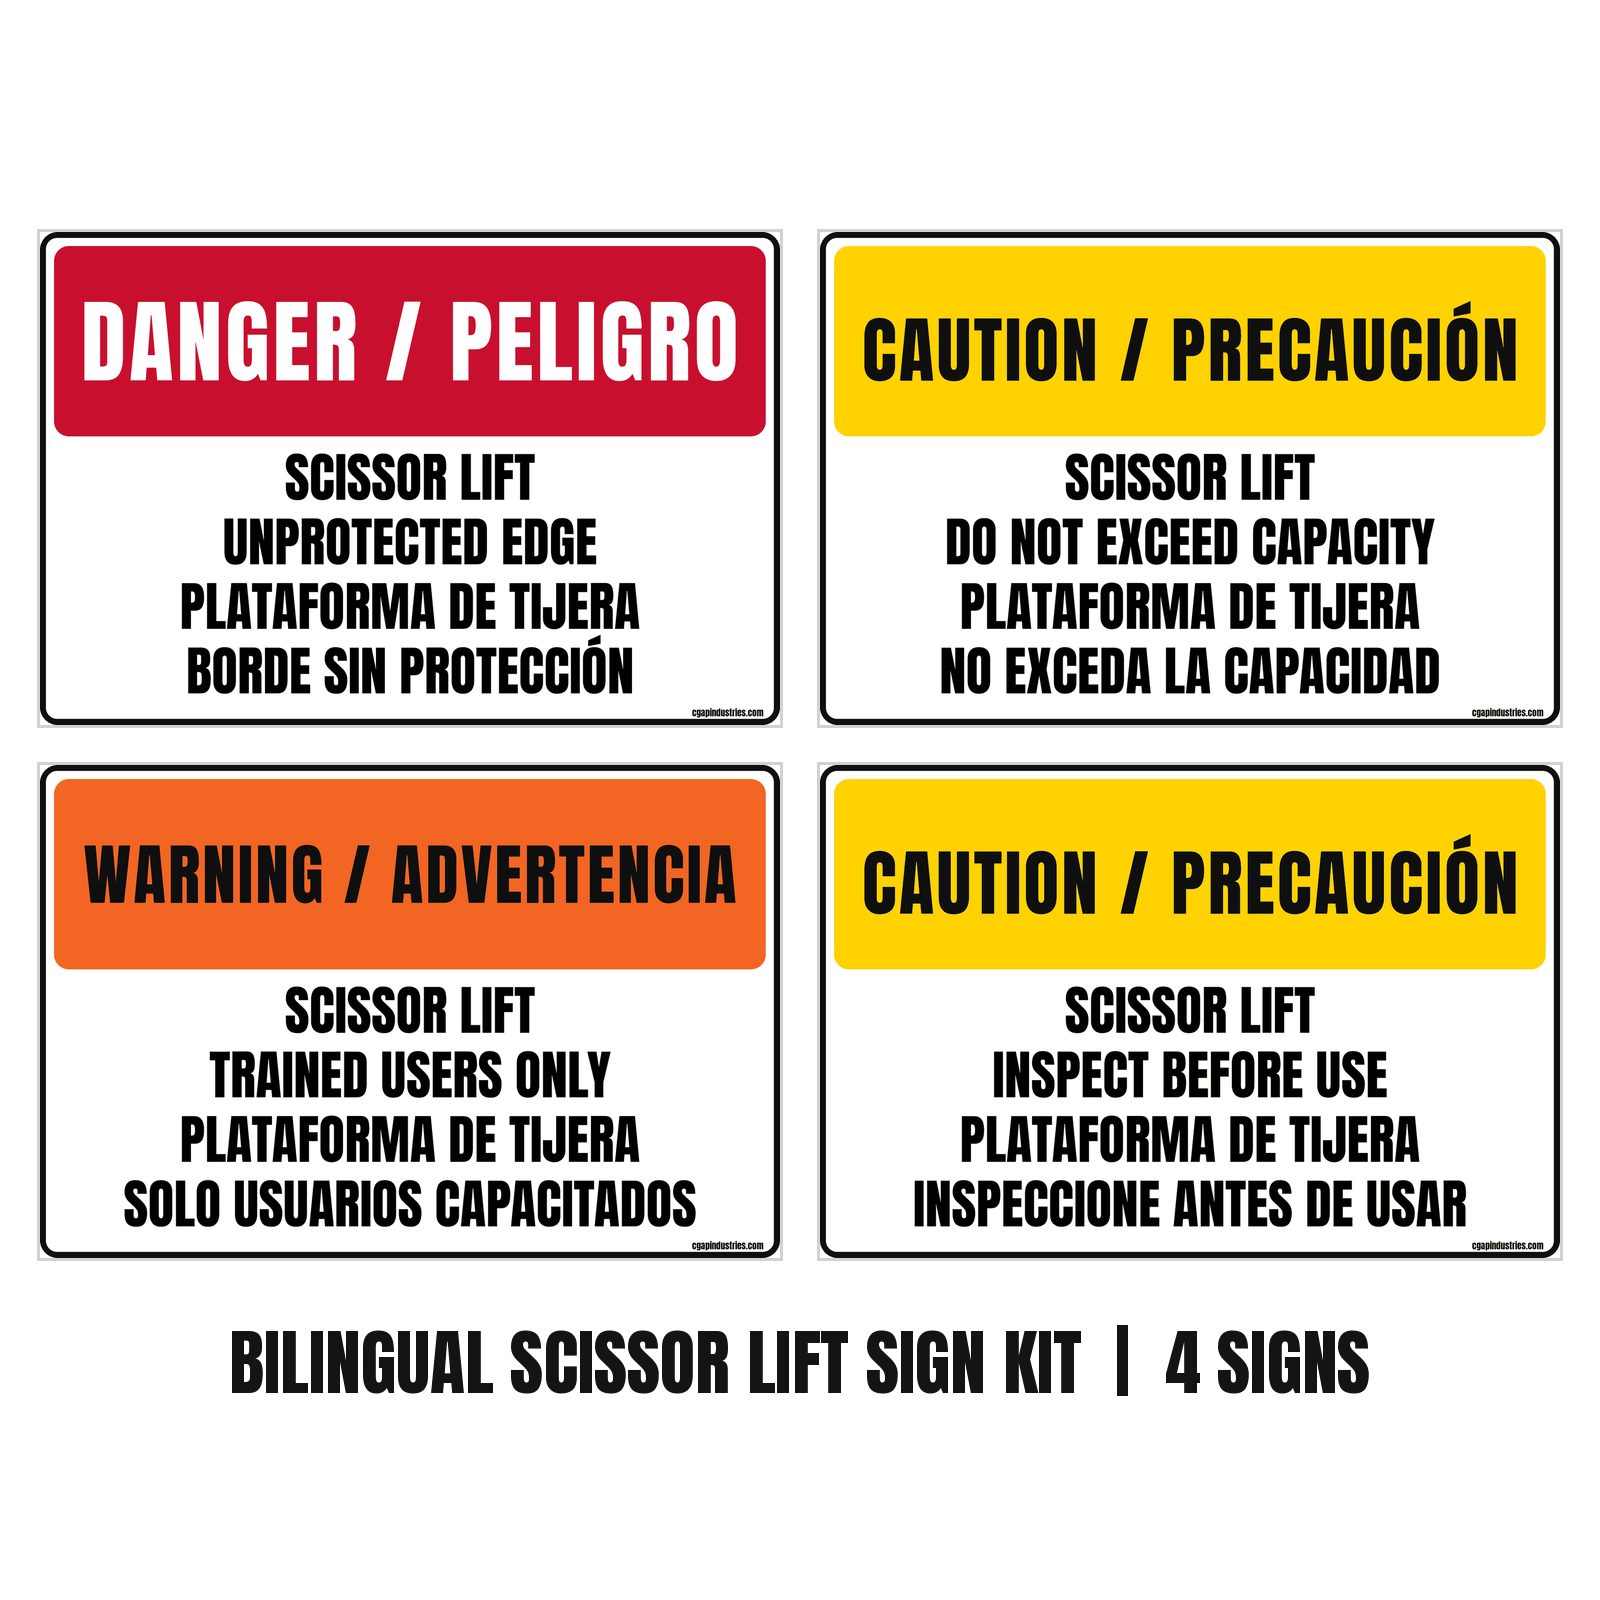 DANGER / PELIGRO
SCISSOR LIFT
UNPROTECTED EDGE
PLATAFORMA DE TIJERA
BORDE SIN PROTECCIÓN
cgapindustries.com
CAUTION / PRECAUCIÓN
SCISSOR LIFT
DO NOT EXCEED CAPACITY
PLATAFORMA DE TIJERA
NO EXCEDA LA CAPACIDAD
cgapindustries.com
WARNING / ADVERTENCIA
SCISSOR LIFT
TRAINED USERS ONLY
PLATAFORMA DE TIJERA
SOLO USUARIOS CAPACITADOS
cgapindustries.com
CAUTION / PRECAUCIÓN
SCISSOR LIFT
INSPECT BEFORE USE
PLATAFORMA DE TIJERA
INSPECCIONE ANTES DE USAR
cgapindustries.com
BILINGUAL SCISSOR LIFT SIGN KIT | 4 SIGNS